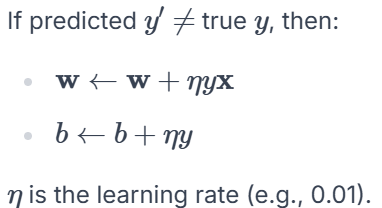 If predicted y′ ≠ true y, then:
• w ← w + ηyx
• b ← b + ηy
η is the learning rate (e.g., 0.01).